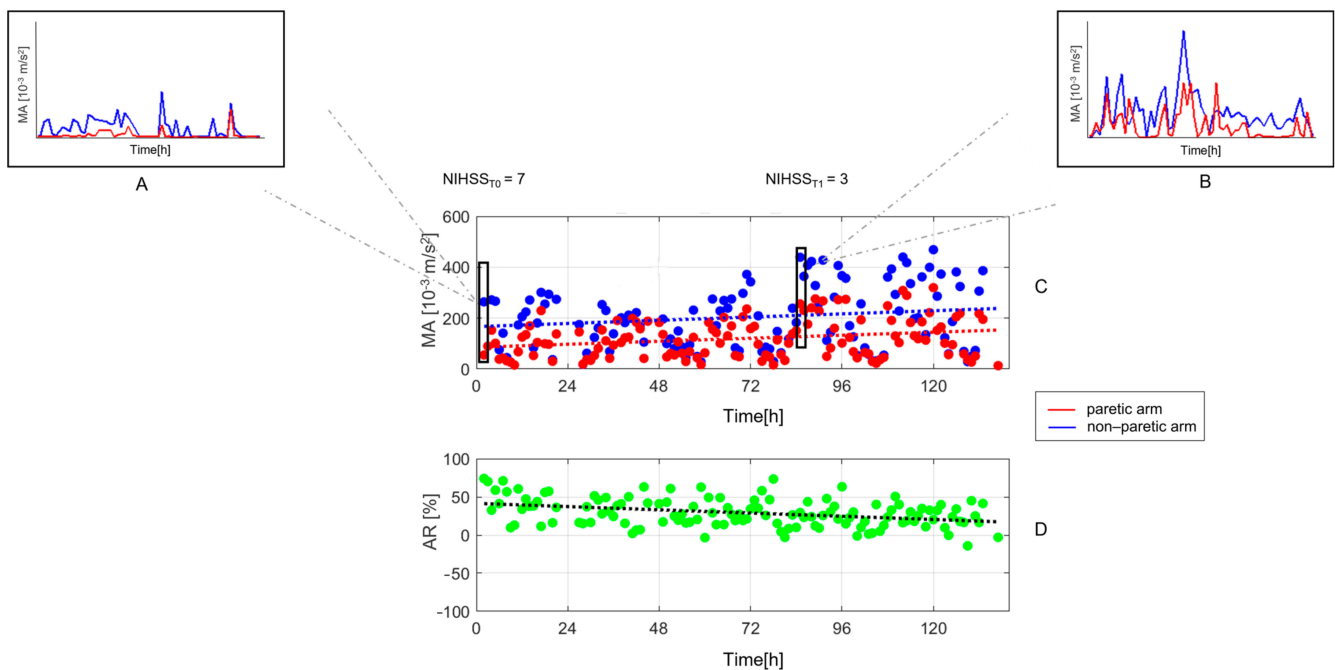 MA [10⁻³ m/s²]
Time[h]
A
MA [10⁻³ m/s²]
Time[h]
B
NIHSS_T0 = 7
NIHSS_T1 = 3
600
400
200
0
MA [10⁻³ m/s²]
0 24 48 72 96 120
Time[h]
C
paretic arm
non–paretic arm
100
50
0
-50
-100
AR [%]
0 24 48 72 96 120
Time[h]
D